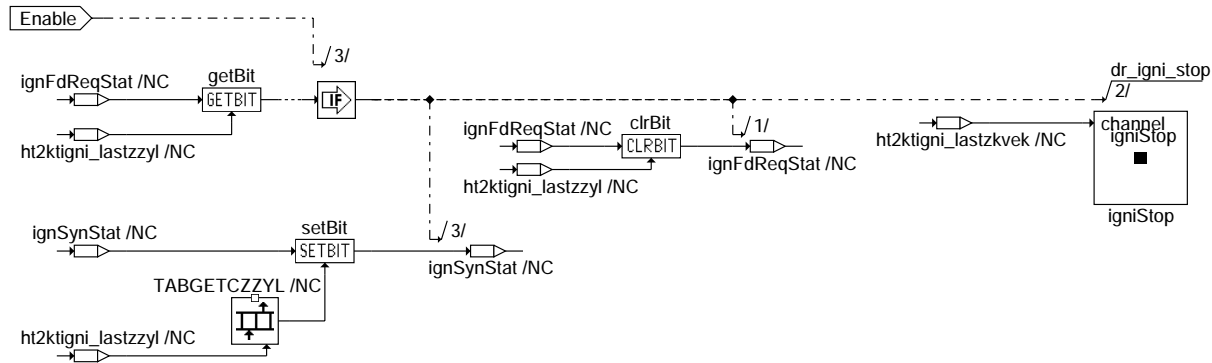 Enable
/3/
dr_igni_stop
2/
ignFdReqStat /NC
getBit
GETBIT
IF
ht2ktigni_lastzzyl /NC
ignFdReqStat /NC
clrBit
CLRBIT
/1/
ignFdReqStat /NC
ht2ktigni_lastzzyl /NC
ht2ktigni_lastzkvek /NC
channel
igniStop
igniStop
ignSynStat /NC
setBit
SETBIT
/3/
ignSynStat /NC
TABGETCZZYL /NC
ht2ktigni_lastzzyl /NC